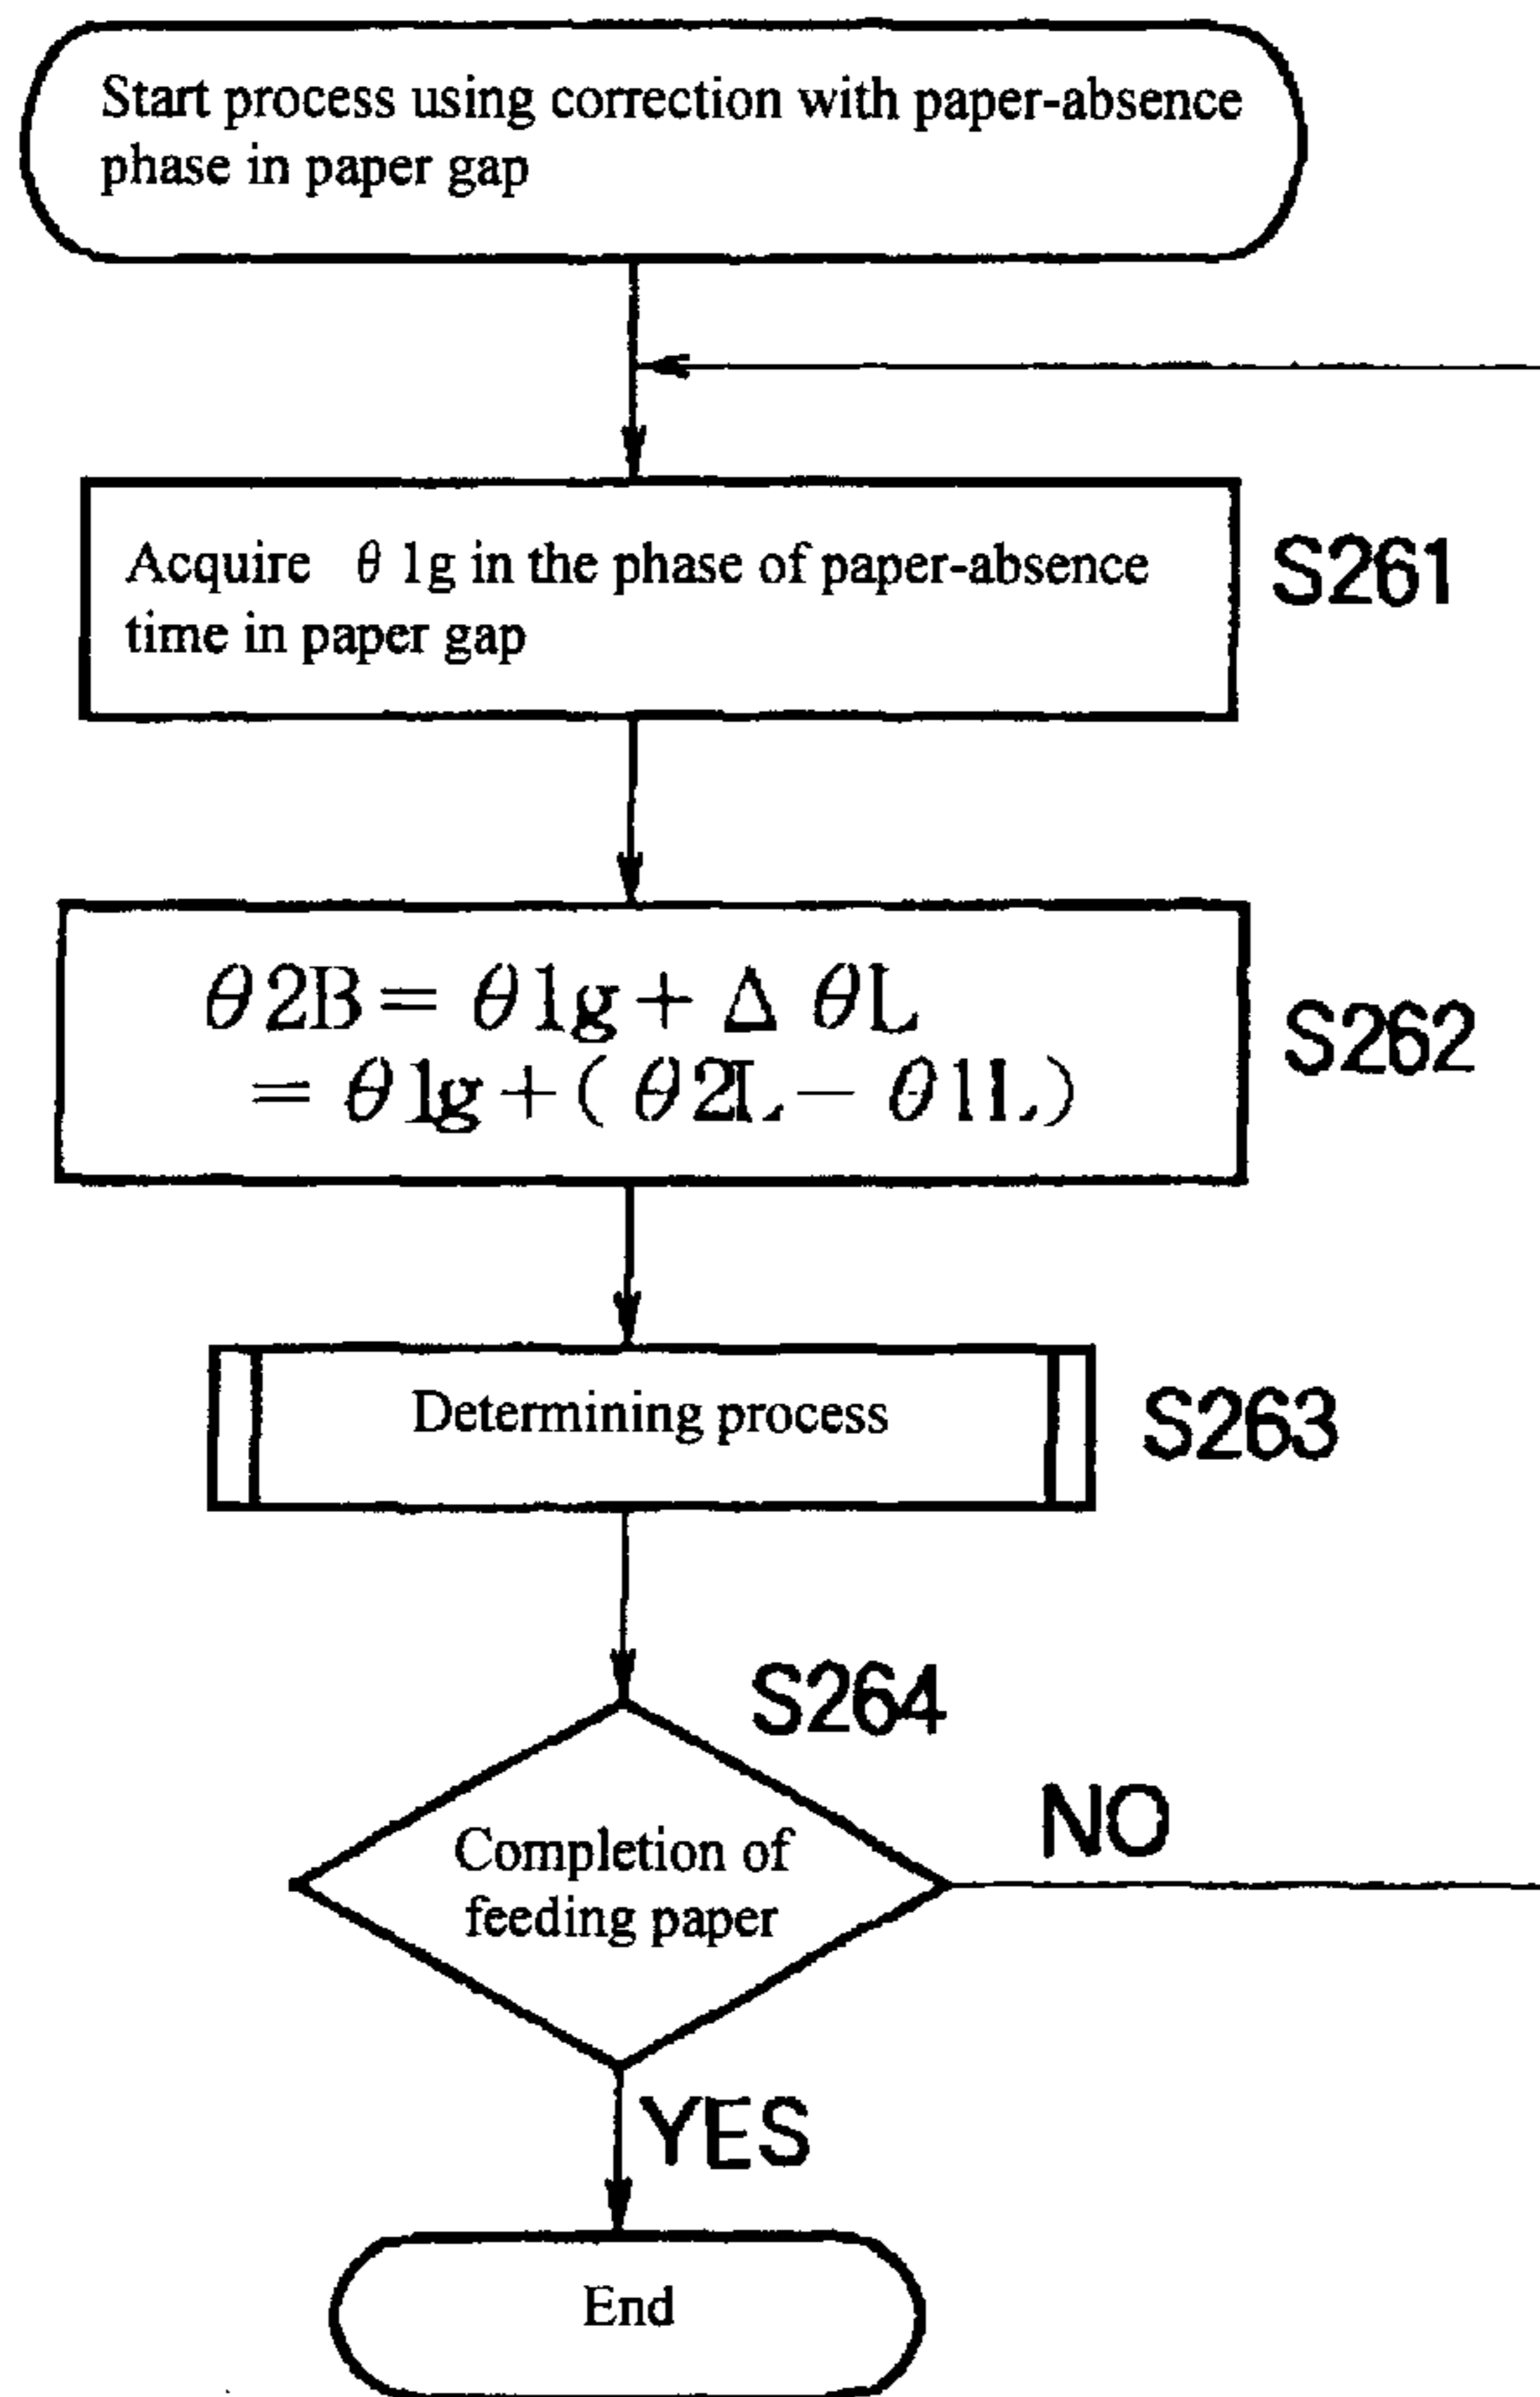 Start process using correction with paper-absence
phase in paper gap
Acquire θ1g in the phase of paper-absence
time in paper gap
S261
θ2B= θ1g+Δ θL
= θ1g+(θ2L- θ1L)
S262
Determining process
S263
S264
Completion of
feeding paper
NO
YES
End